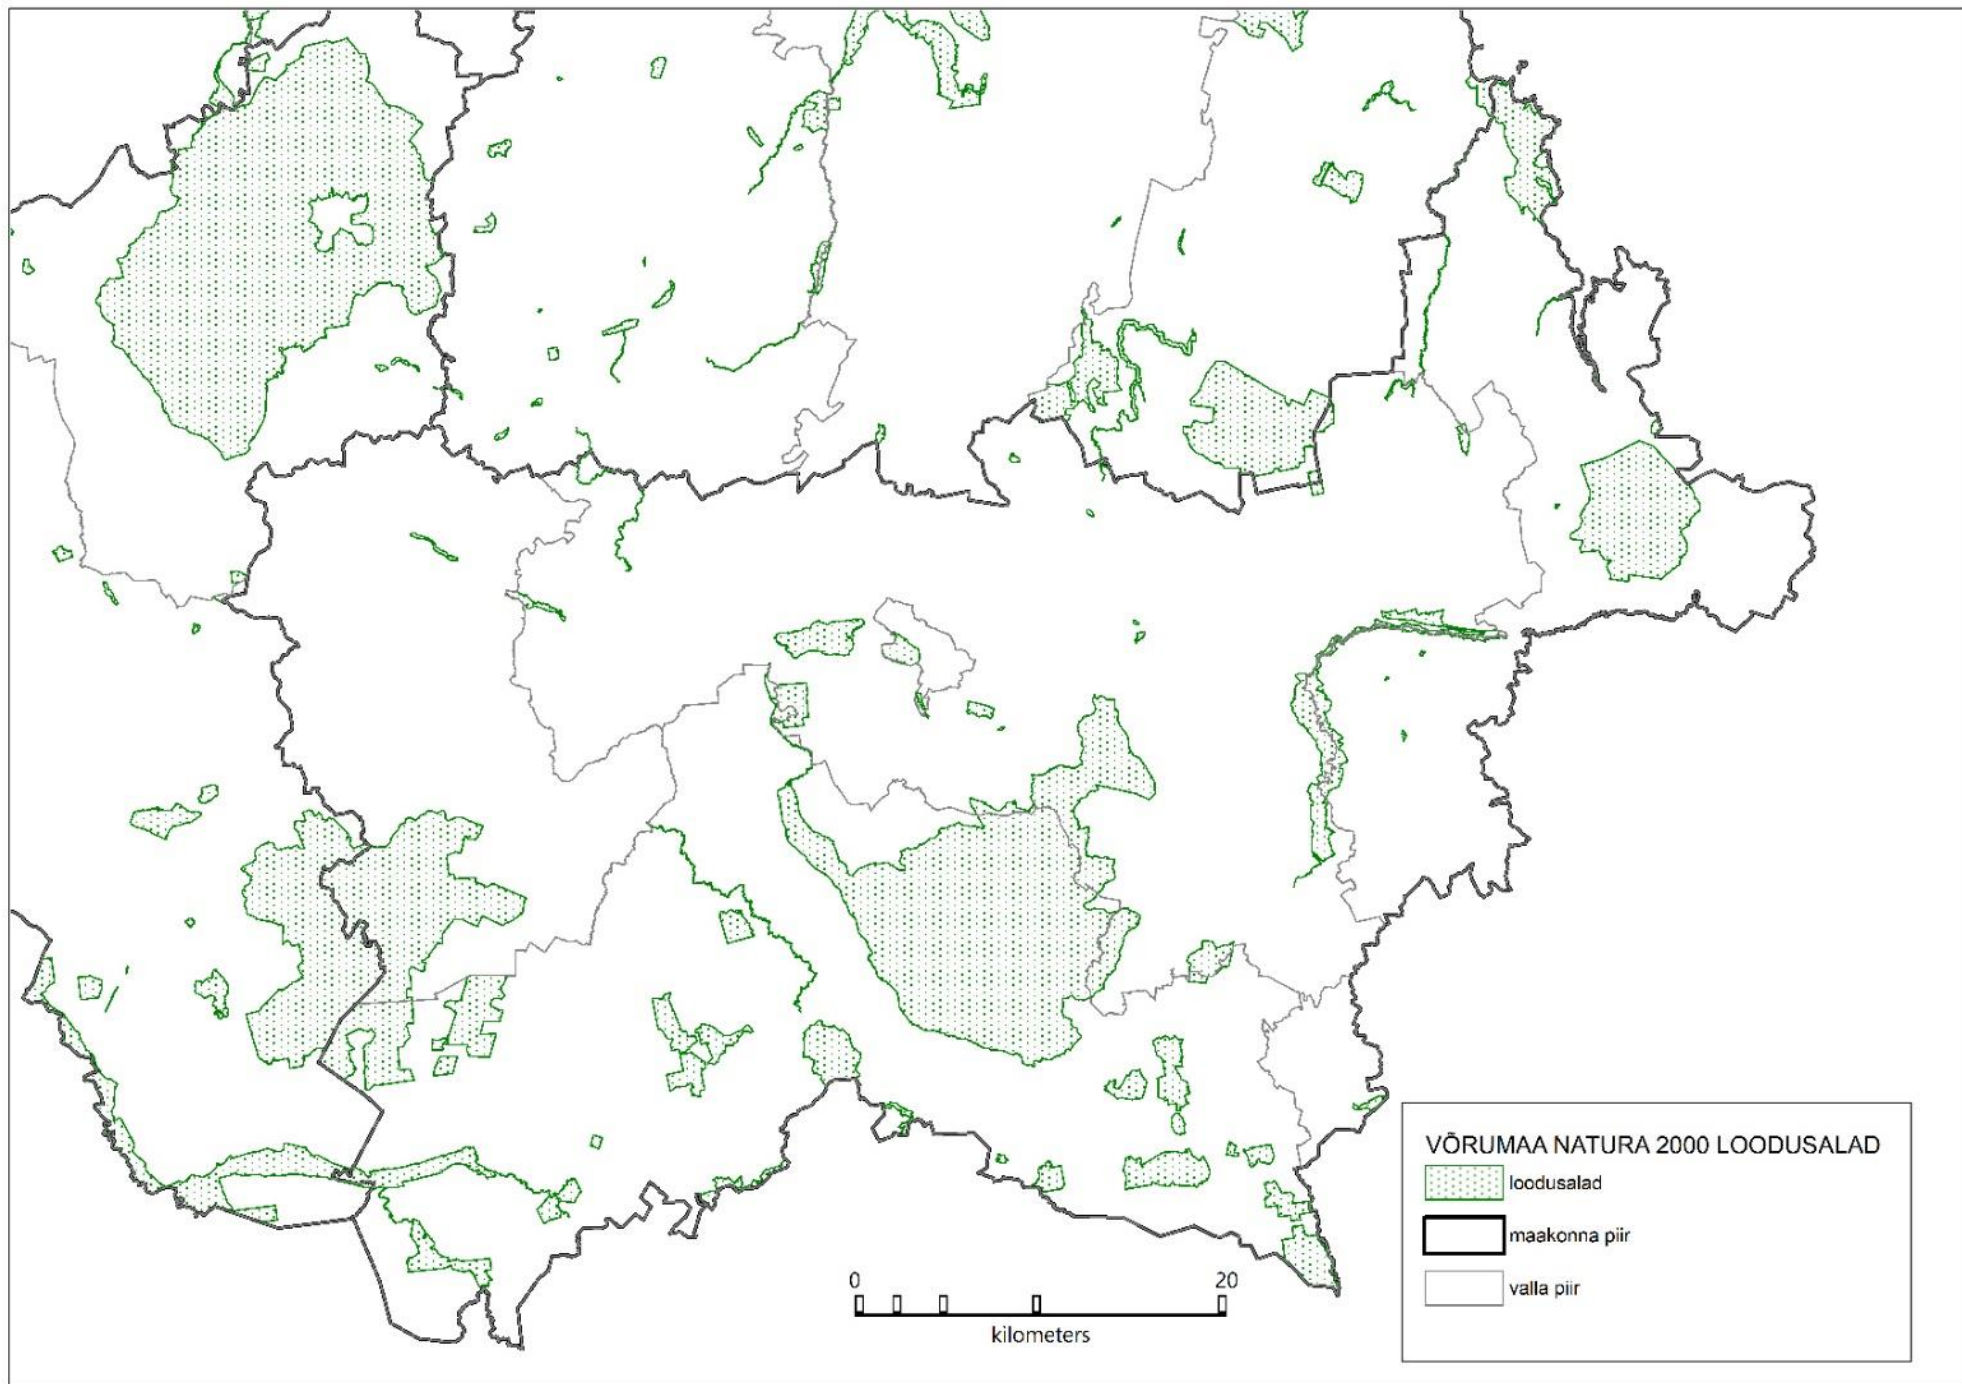 VÕRUMAA NATURA 2000 LOODUSALAD
loodusalad
maakonna piir
valla piir
0 20
kilometers